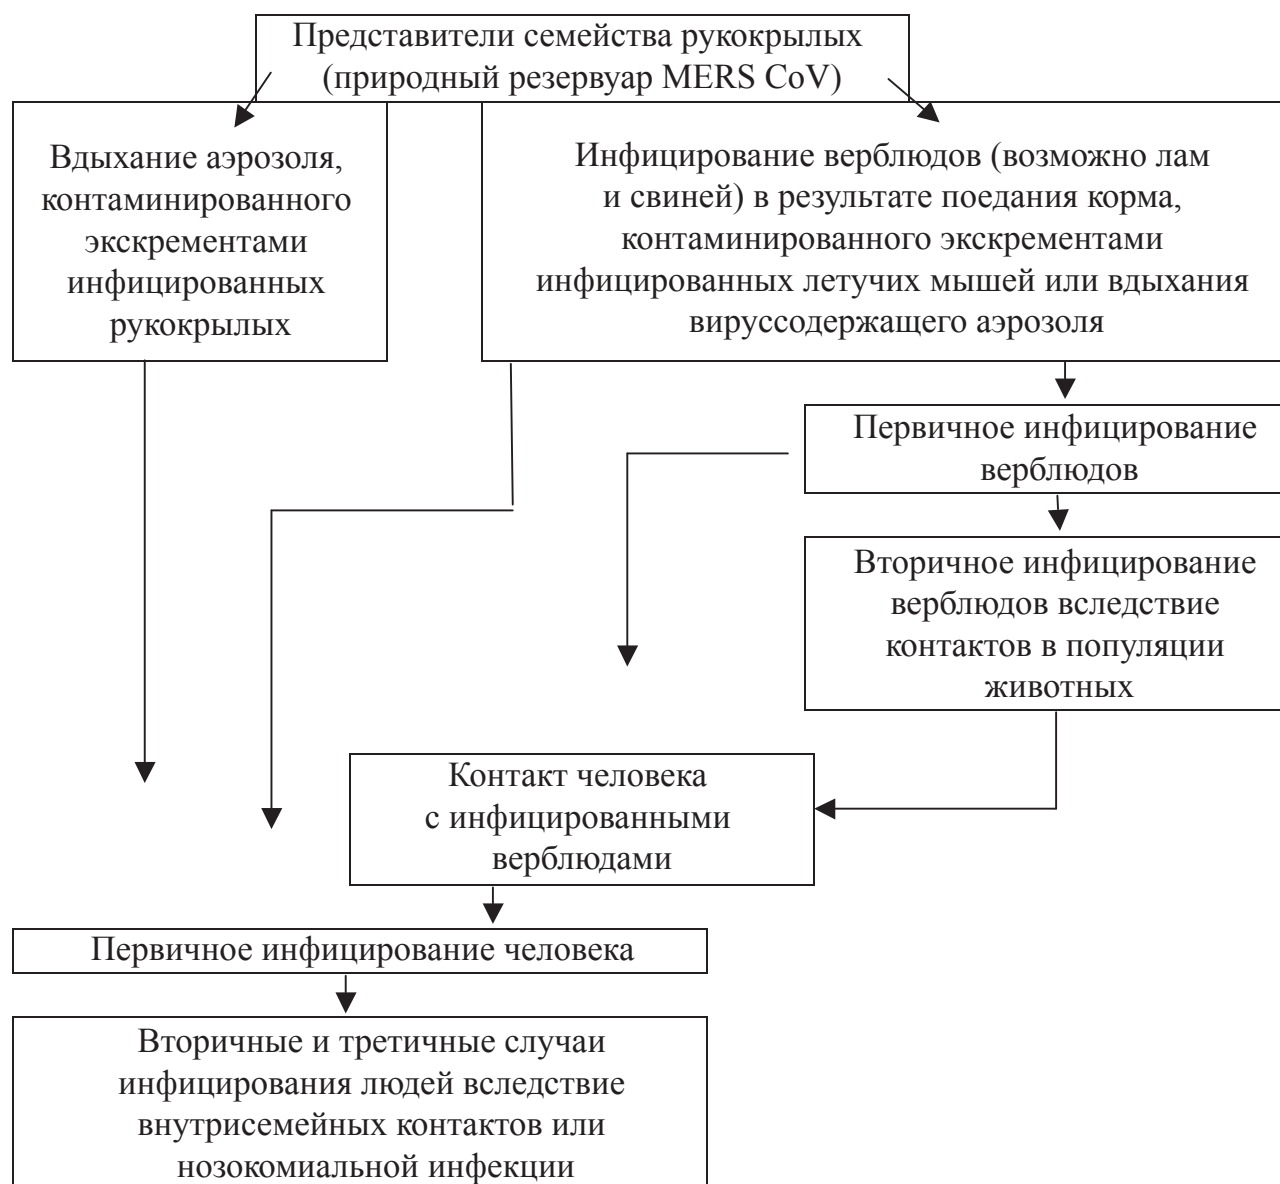 Представители семейства рукокрылых
(природный резервуар MERS CoV)
Вдыхание аэрозоля,
контаминированного
экскрементами
инфицированных
рукокрылых
Инфицирование верблюдов (возможно лам
и свиней) в результате поедания корма,
контаминированного экскрементами
инфицированных летучих мышей или вдыхания
вируссодержащего аэрозоля
Первичное инфицирование
верблюдов
Вторичное инфицирование
верблюдов вследствие
контактов в популяции
животных
Контакт человека
с инфицированными
верблюдами
Первичное инфицирование человека
Вторичные и третичные случаи
инфицирования людей вследствие
внутрисемейных контактов или
нозокомиальной инфекции